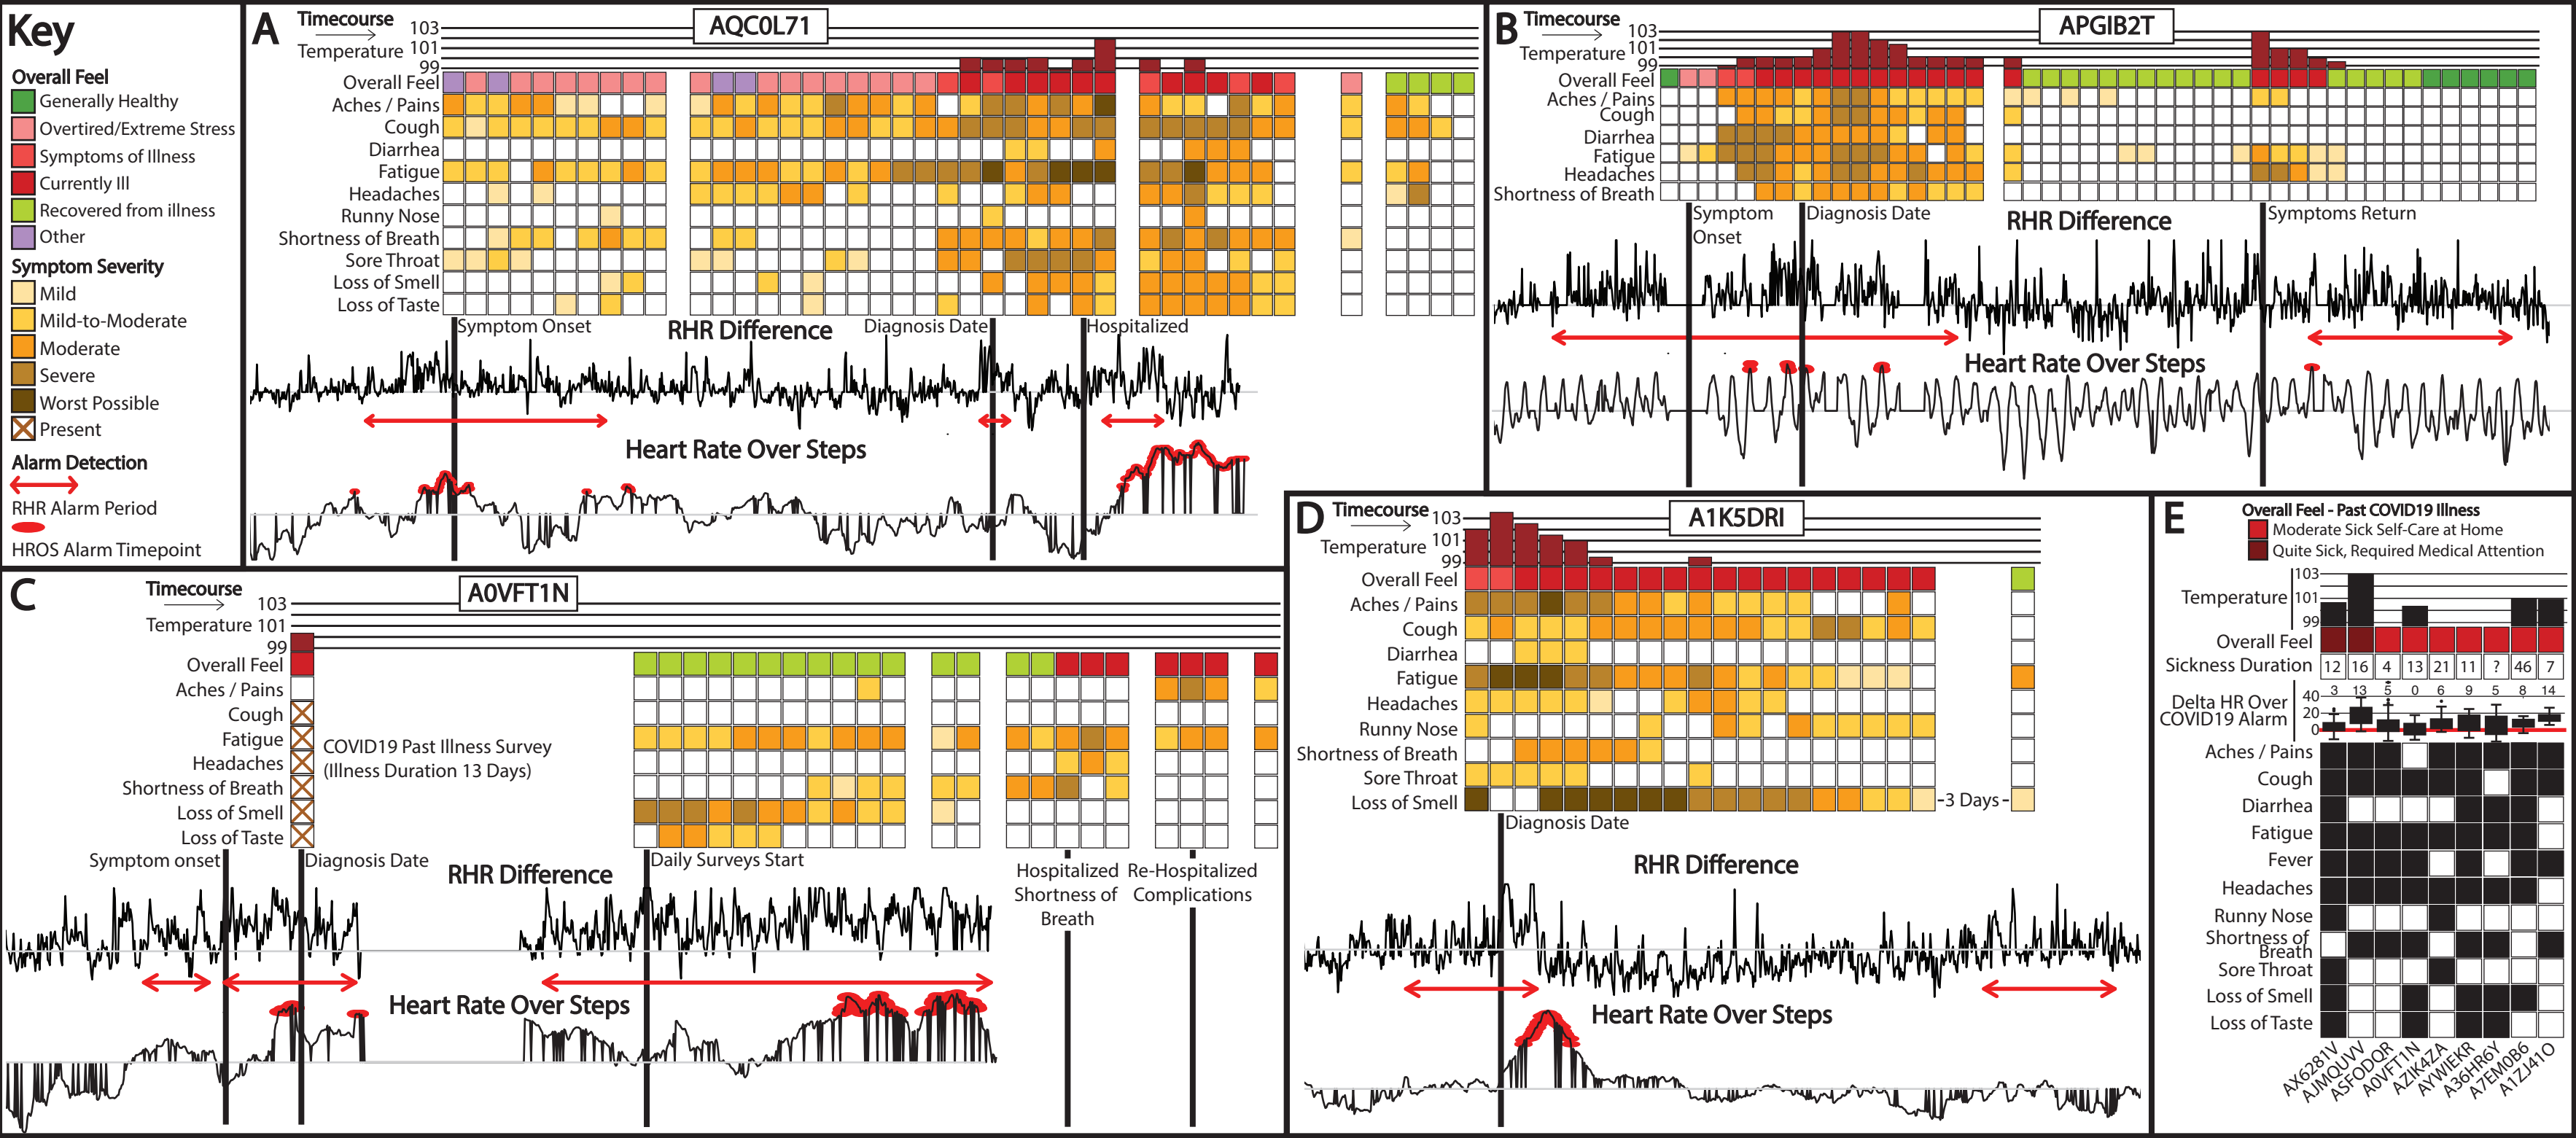 Key
Overall Feel
Generally Healthy
Overtired/Extreme Stress
Symptoms of Illness
Currently Ill
Recovered from illness
Other
Symptom Severity
Mild
Mild-to-Moderate
Moderate
Severe
Worst Possible
Present
Alarm Detection
RHR Alarm Period
HROS Alarm Timepoint
A
Timecourse
AQC0L71
103
Temperature 101
99
Overall Feel
Aches / Pains
Cough
Diarrhea
Fatigue
Headaches
Runny Nose
Shortness of Breath
Sore Throat
Loss of Smell
Loss of Taste
Symptom Onset
RHR Difference
Diagnosis Date
Hospitalized
Heart Rate Over Steps
B
Timecourse
APGIB2T
103
Temperature 101
99
Overall Feel
Aches / Pains
Cough
Diarrhea
Fatigue
Headaches
Shortness of Breath
Symptom
Onset
Diagnosis Date
RHR Difference
Symptoms Return
Heart Rate Over Steps
C
Timecourse
A0VFT1N
103
Temperature 101
99
Overall Feel
Aches / Pains
Cough
Fatigue
Headaches
Shortness of Breath
Loss of Smell
Loss of Taste
COVID19 Past Illness Survey
(Illness Duration 13 Days)
Symptom onset
Diagnosis Date
RHR Difference
Daily Surveys Start
Hospitalized
Shortness of
Breath
Re-Hospitalized
Complications
Heart Rate Over Steps
D
Timecourse
A1K5DRI
103
Temperature 101
99
Overall Feel
Aches / Pains
Cough
Diarrhea
Fatigue
Headaches
Runny Nose
Shortness of Breath
Sore Throat
Loss of Smell
-3 Days-
Diagnosis Date
RHR Difference
Heart Rate Over Steps
E
Overall Feel - Past COVID19 Illness
Moderate Sick Self-Care at Home
Quite Sick, Required Medical Attention
103
Temperature 101
99
Overall Feel
Sickness Duration 12 16 4 13 21 11 ? 46 7
3 13 5 0 6 9 5 8 14
Delta HR Over
COVID19 Alarm
40
20
0
Aches / Pains
Cough
Diarrhea
Fatigue
Fever
Headaches
Runny Nose
Shortness of
Breath
Sore Throat
Loss of Smell
Loss of Taste
AX6281V
AJMQUVV
ASFODQR
A0VFT1N
AZIK4ZA
AYWIEKR
A36HR6Y
A7EM0B6
A1ZJ41O